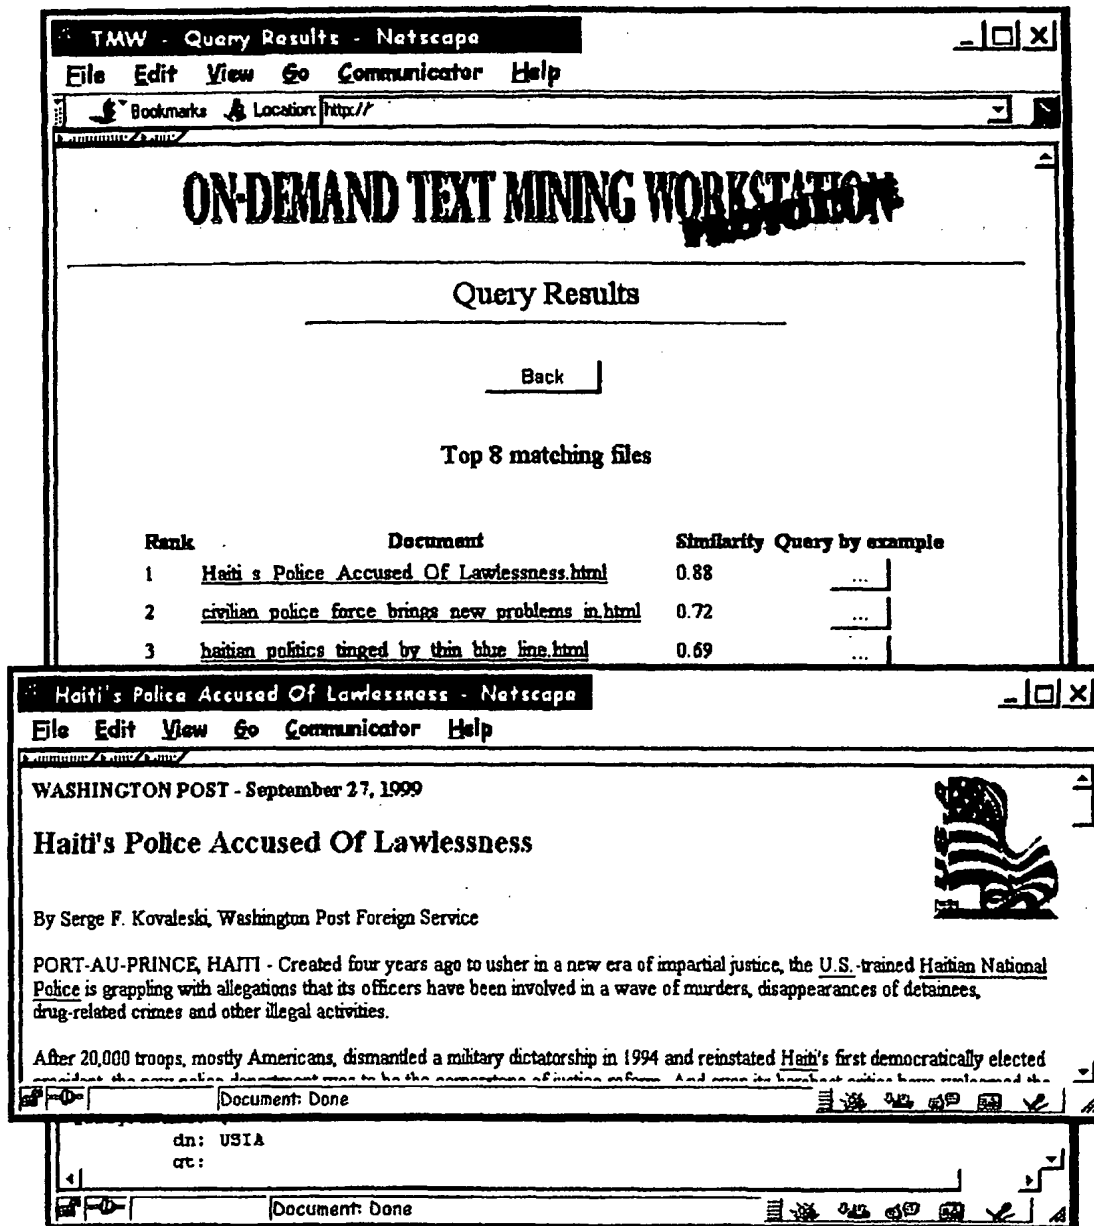 TMW - Query Results - Netscape
File Edit View Go Communicator Help
Bookmarks Location: http://
ON-DEMAND TEXT MINING WORKSTATION
Query Results
Back
Top 8 matching files
Rank Document Similarity Query by example
1 Haiti s Police Accused Of Lawlessness.html 0.88 ...
2 civilian police force brings new problems in.html 0.72 ...
3 haitian politics tinged by thin blue line.html 0.69 ...
Haiti's Police Accused Of Lawlessness - Netscape
File Edit View Go Communicator Help
WASHINGTON POST - September 27, 1999
Haiti's Police Accused Of Lawlessness
By Serge F. Kovaleski, Washington Post Foreign Service
PORT-AU-PRINCE, HAITI - Created four years ago to usher in a new era of impartial justice, the U.S.-trained Haitian National
Police is grappling with allegations that its officers have been involved in a wave of murders, disappearances of detainees,
drug-related crimes and other illegal activities.
After 20,000 troops, mostly Americans, dismantled a military dictatorship in 1994 and reinstated Haiti's first democratically elected
Document: Done
dn: USIA
Document: Done